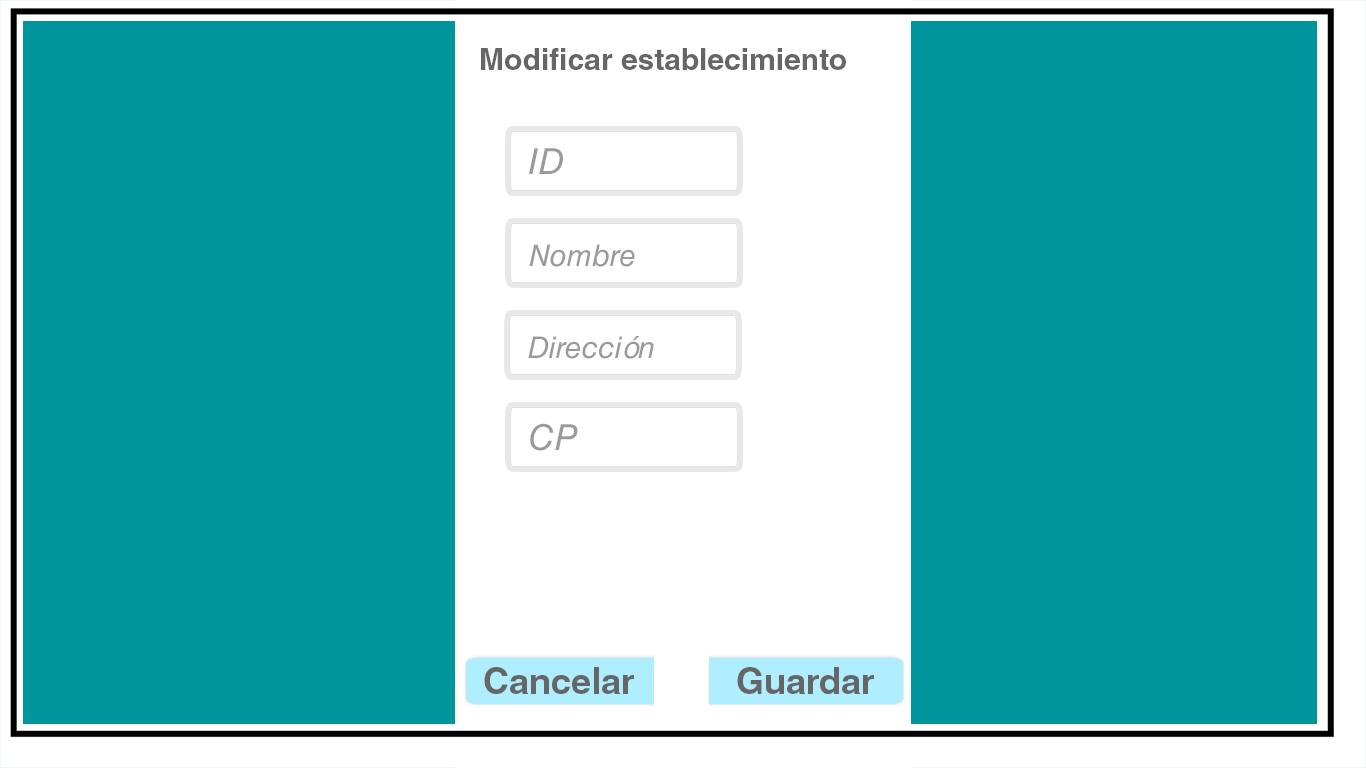 Modificar establecimiento
ID
Nombre
Dirección
CP
Cancelar
Guardar